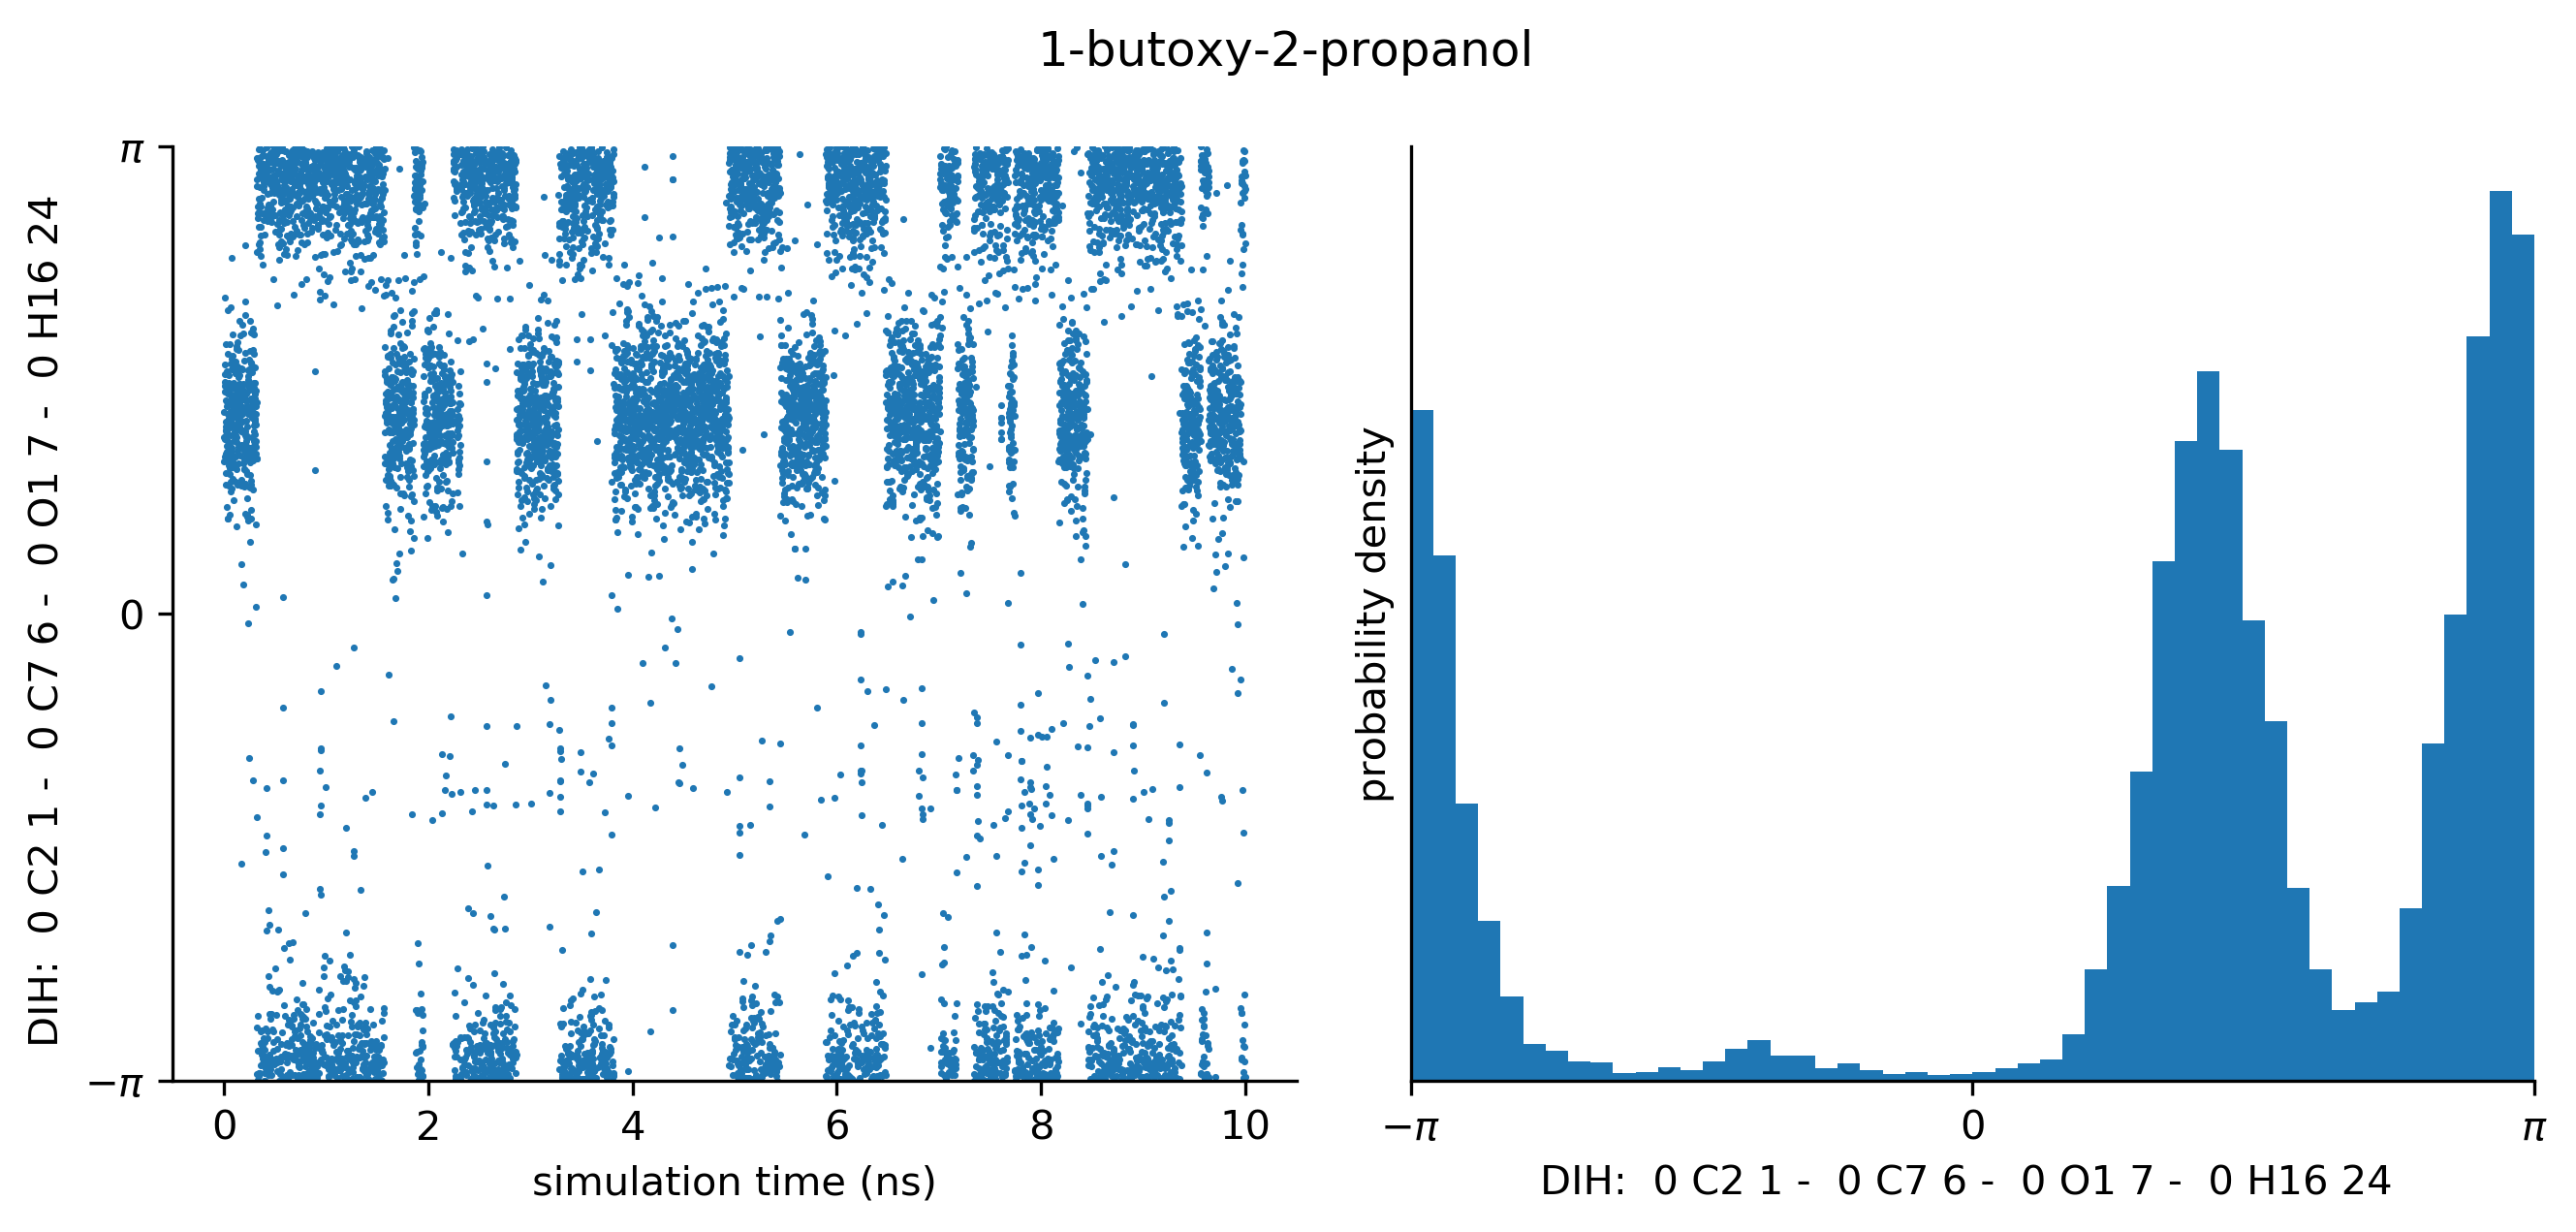 1-butoxy-2-propanol
DIH:  0 C2 1 -  0 C7 6 -  0 O1 7 -  0 H16 24
π
0
−π
0 2 4 6 8 10
simulation time (ns)
probability density
−π 0 π
DIH:  0 C2 1 -  0 C7 6 -  0 O1 7 -  0 H16 24